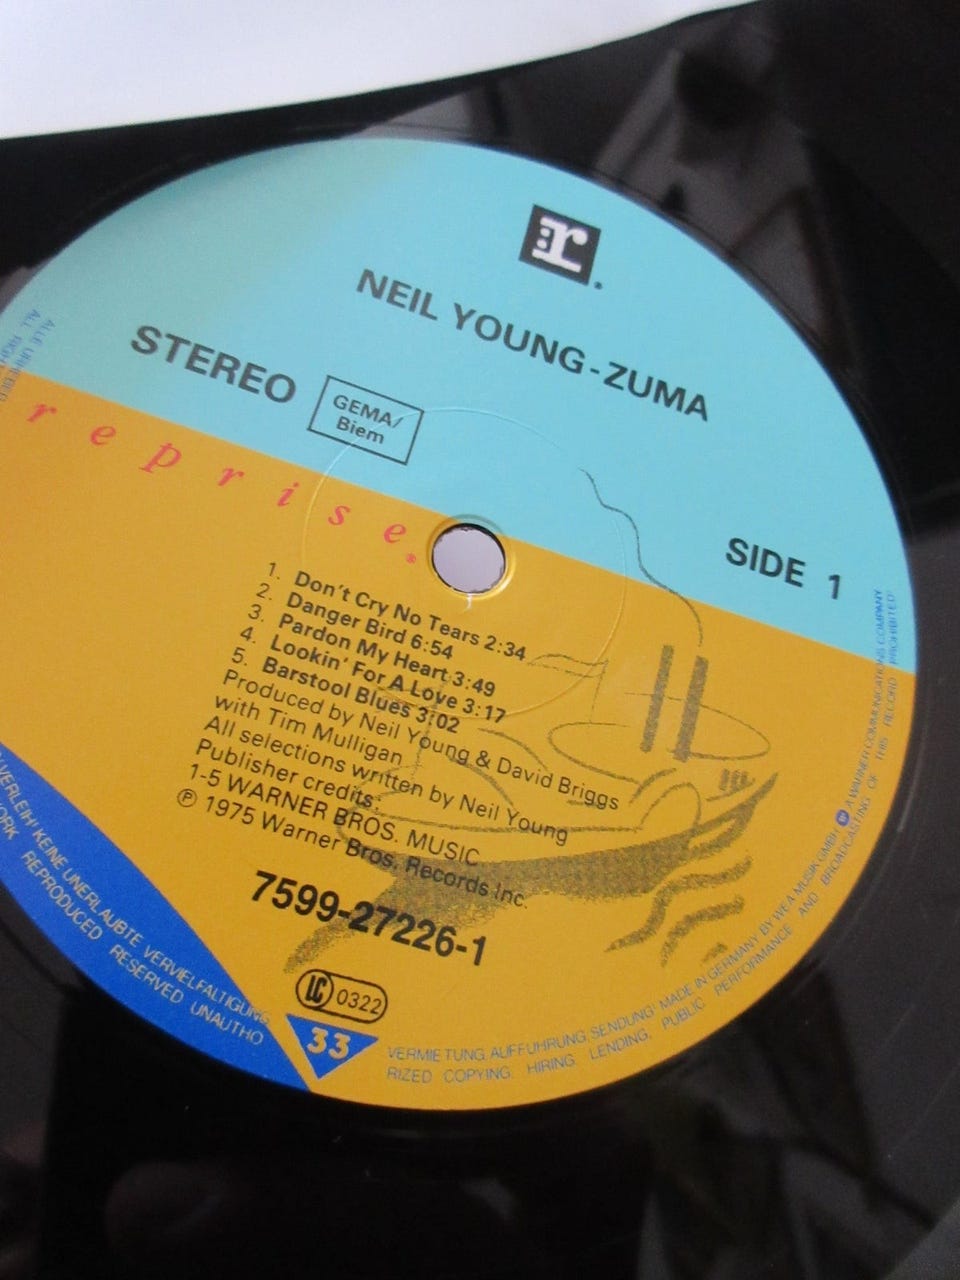 r.
NEIL YOUNG-ZUMA
STEREO
GEMA/
Biem
reprise®
SIDE 1
1. Don't Cry No Tears 2:34
2. Danger Bird 6:54
3. Pardon My Heart 3:49
4. Lookin' For A Love 3:17
5. Barstool Blues 3:02
Produced by Neil Young & David Briggs
with Tim Mulligan
All selections written by Neil Young
Publisher credits:
1-5 WARNER BROS. MUSIC
℗ 1975 Warner Bros, Records Inc.
7599-27226-1
LC 0322
33
VERLEIH! KEINE UNERLAUBTE VERVIELFÄLTIGUNG,
VERMIETUNG, AUFFÜHRUNG, SENDUNG! MADE IN GERMANY BY WEA MUSIK GMBH A WARNER COMMUNICATIONS COMPANY
REPRODUCED RESERVED UNAUTHO
RIZED COPYING. HIRING. LENDING, PUBLIC PERFORMANCE AND BROADCASTING OF THIS RECORD PROHIBITED!